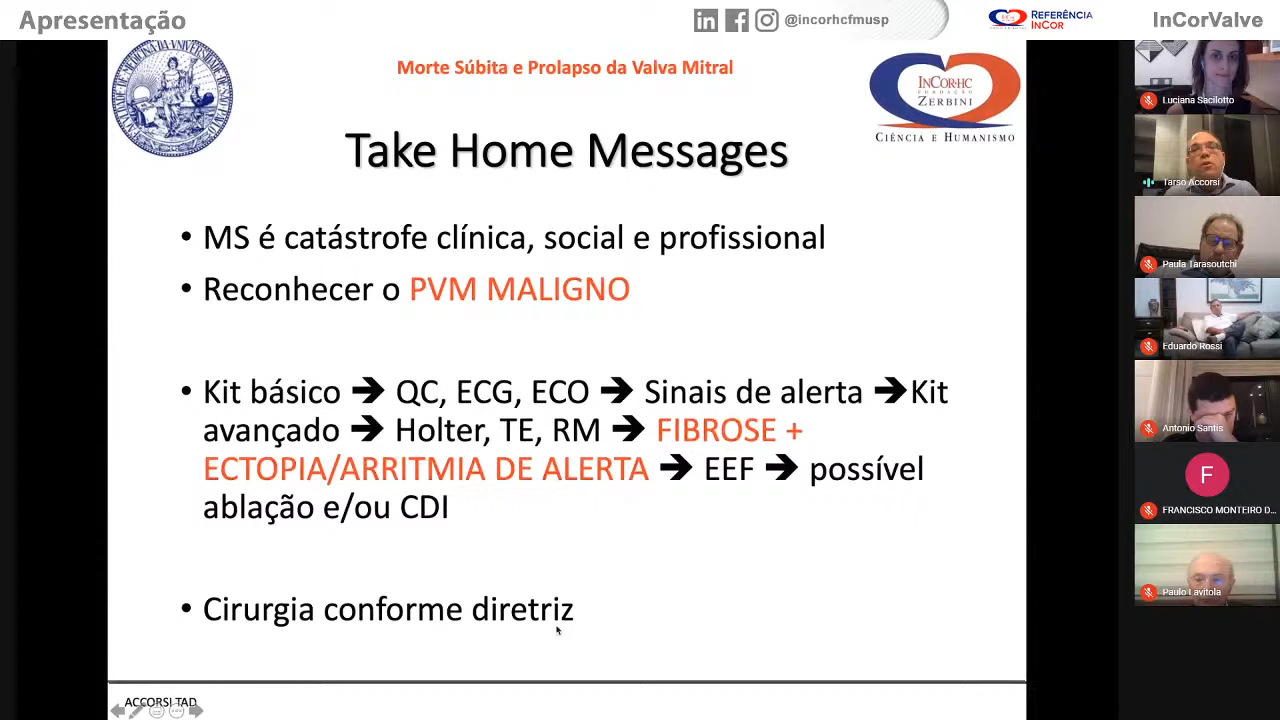 Apresentação
@incorhcfmusp
REFERÊNCIA
INCOR
InCorValve
Morte Súbita e Prolapso da Valva Mitral
INCOR·HC
FUNDAÇÃO
ZERBINI
CIÊNCIA E HUMANISMO
Take Home Messages
• MS é catástrofe clínica, social e profissional
• Reconhecer o PVM MALIGNO
• Kit básico ➔ QC, ECG, ECO ➔ Sinais de alerta ➔Kit
avançado ➔ Holter, TE, RM ➔ FIBROSE +
ECTOPIA/ARRITMIA DE ALERTA ➔ EEF ➔ possível
ablação e/ou CDI
• Cirurgia conforme diretriz
ACCORSI TAD
Luciana Sacilotto
Tarso Accorsi
Paula Tarasoutchi
Eduardo Rossi
Antonio Santis
F
FRANCISCO MONTEIRO D...
Paulo Lavitola